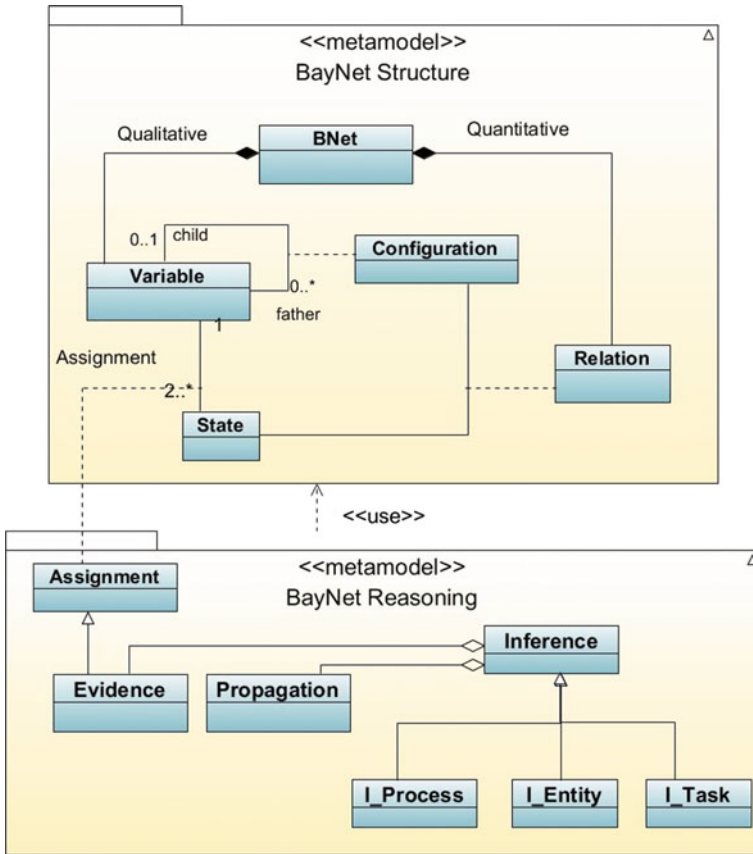 <<metamodel>>
BayNet Structure
Qualitative
BNet
Quantitative
0..1
child
Configuration
Variable
0..*
father
1
Assignment
Relation
2..*
State
<<use>>
<<metamodel>>
Assignment
BayNet Reasoning
Inference
Evidence
Propagation
I_Process
I_Entity
I_Task